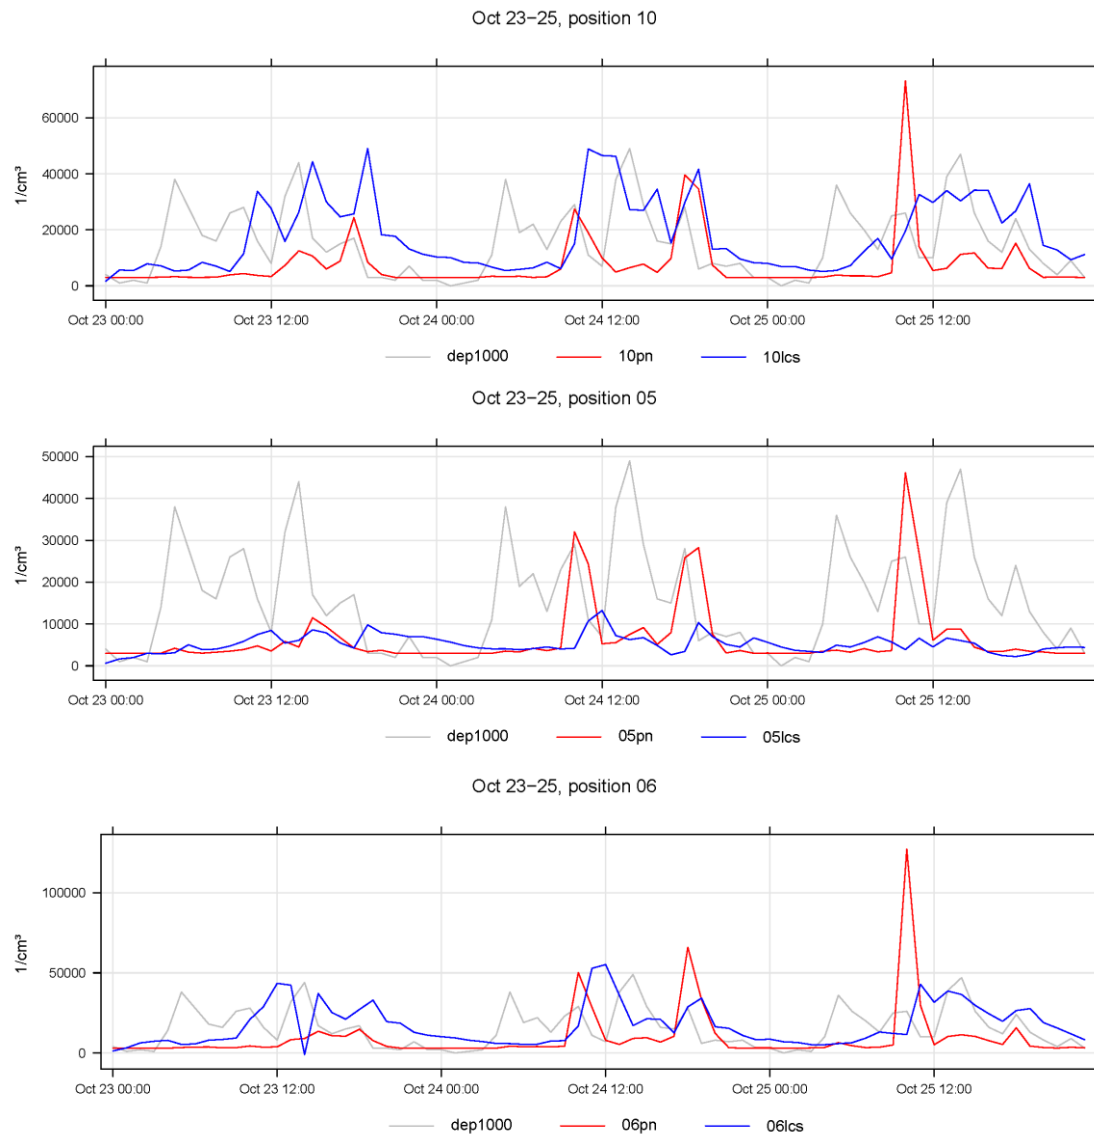 Oct 23−25, position 10
60000
40000
20000
0
1/cm³
Oct 23 00:00 Oct 23 12:00 Oct 24 00:00 Oct 24 12:00 Oct 25 00:00 Oct 25 12:00
dep1000 10pn 10lcs
Oct 23−25, position 05
50000
40000
30000
20000
10000
0
1/cm³
Oct 23 00:00 Oct 23 12:00 Oct 24 00:00 Oct 24 12:00 Oct 25 00:00 Oct 25 12:00
dep1000 05pn 05lcs
Oct 23−25, position 06
100000
50000
0
1/cm³
Oct 23 00:00 Oct 23 12:00 Oct 24 00:00 Oct 24 12:00 Oct 25 00:00 Oct 25 12:00
dep1000 06pn 06lcs